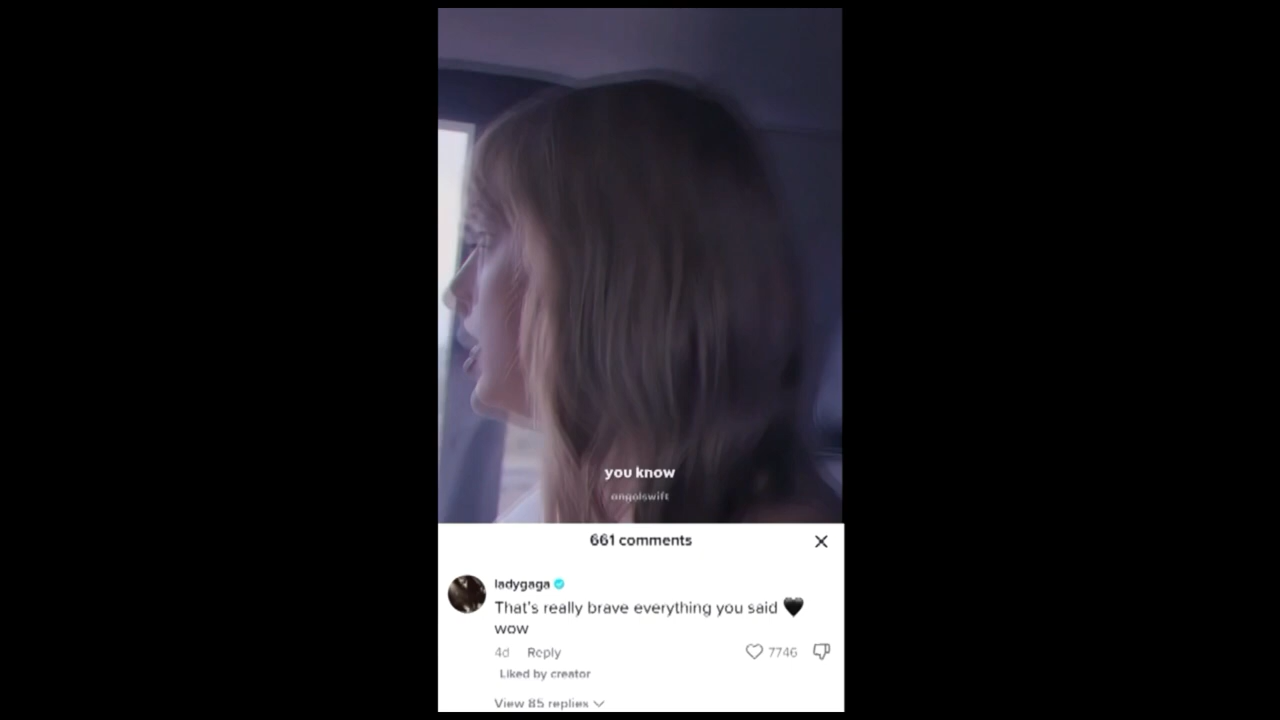 you know
angolswift
661 comments
ladygaga
That's really brave everything you said 🖤
wow
4d Reply 7746
Liked by creator
View 85 replies